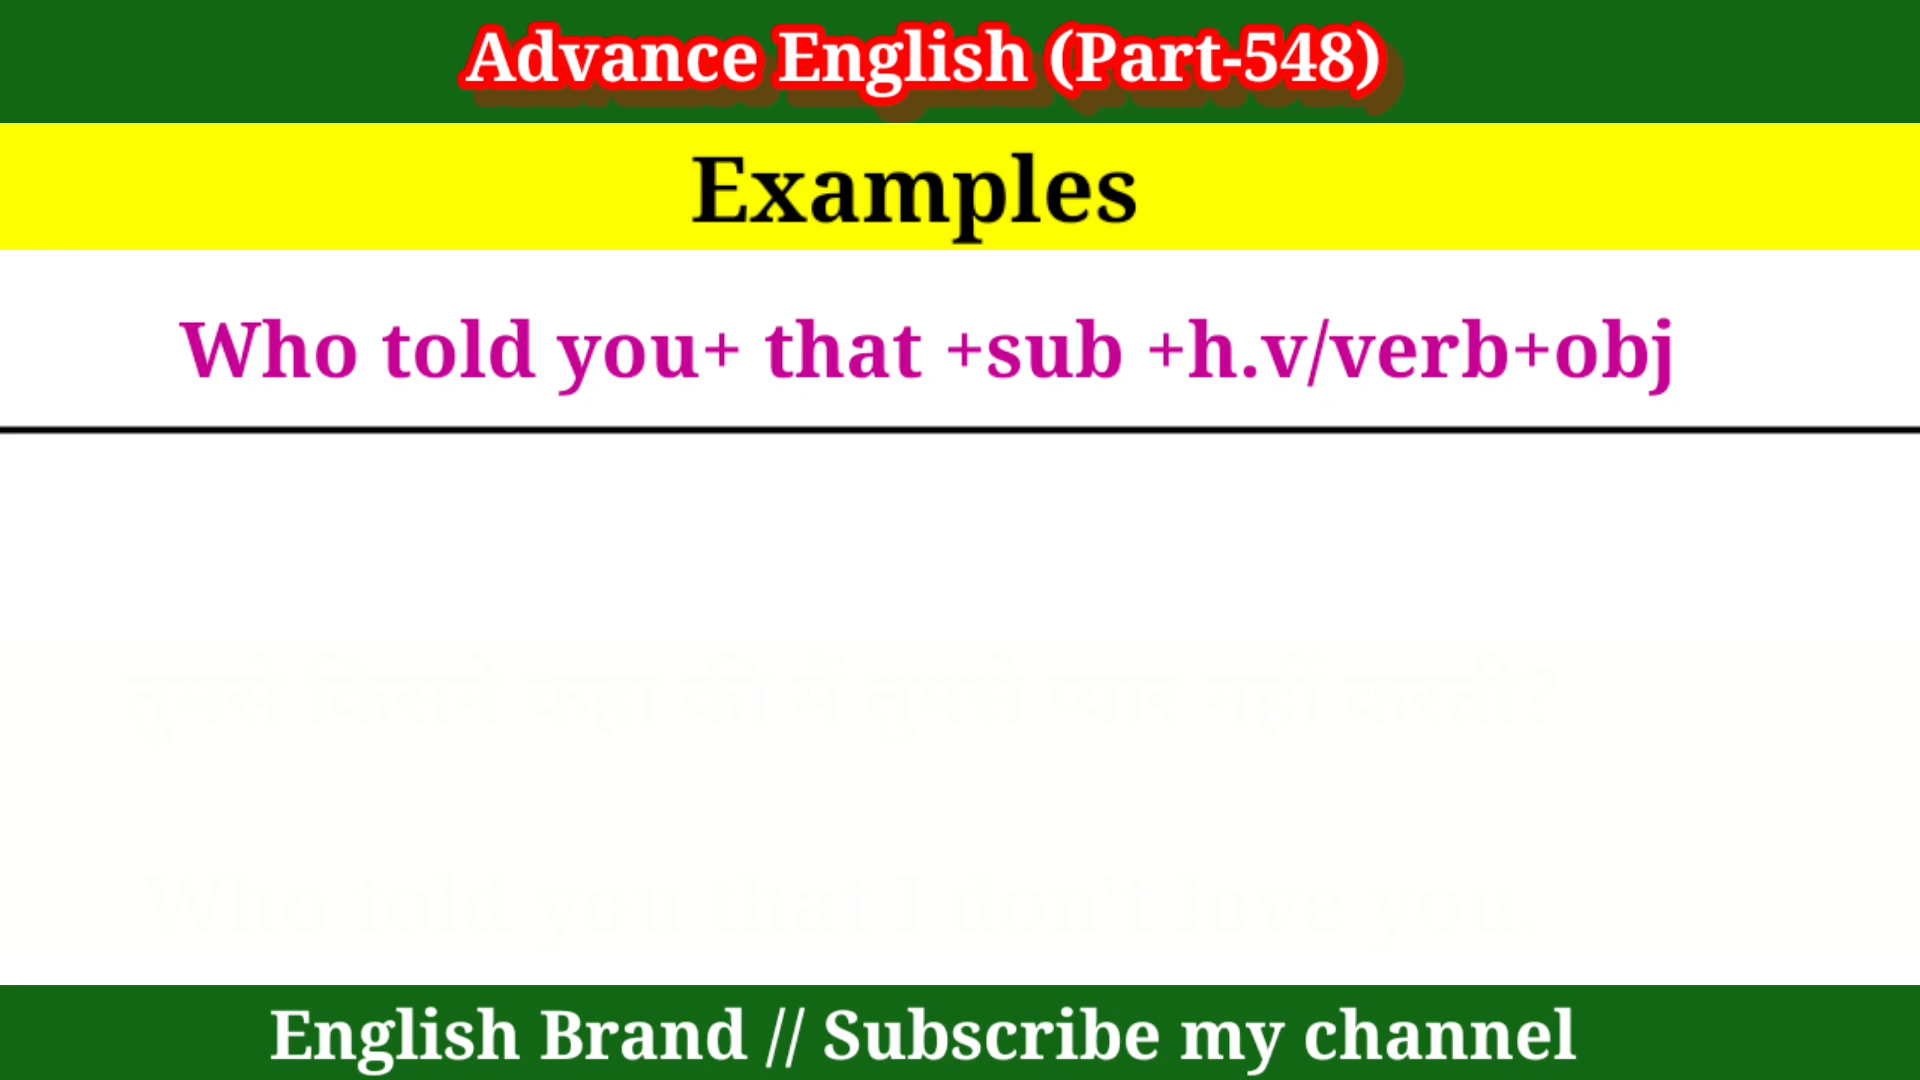 Advance English (Part-548)
Examples
Who told you+ that +sub +h.v/verb+obj
तुमसे किसने कहा की मैं तुमसे प्यार नहीं करती?
Who told you that I don't love you.
English Brand // Subscribe my channel